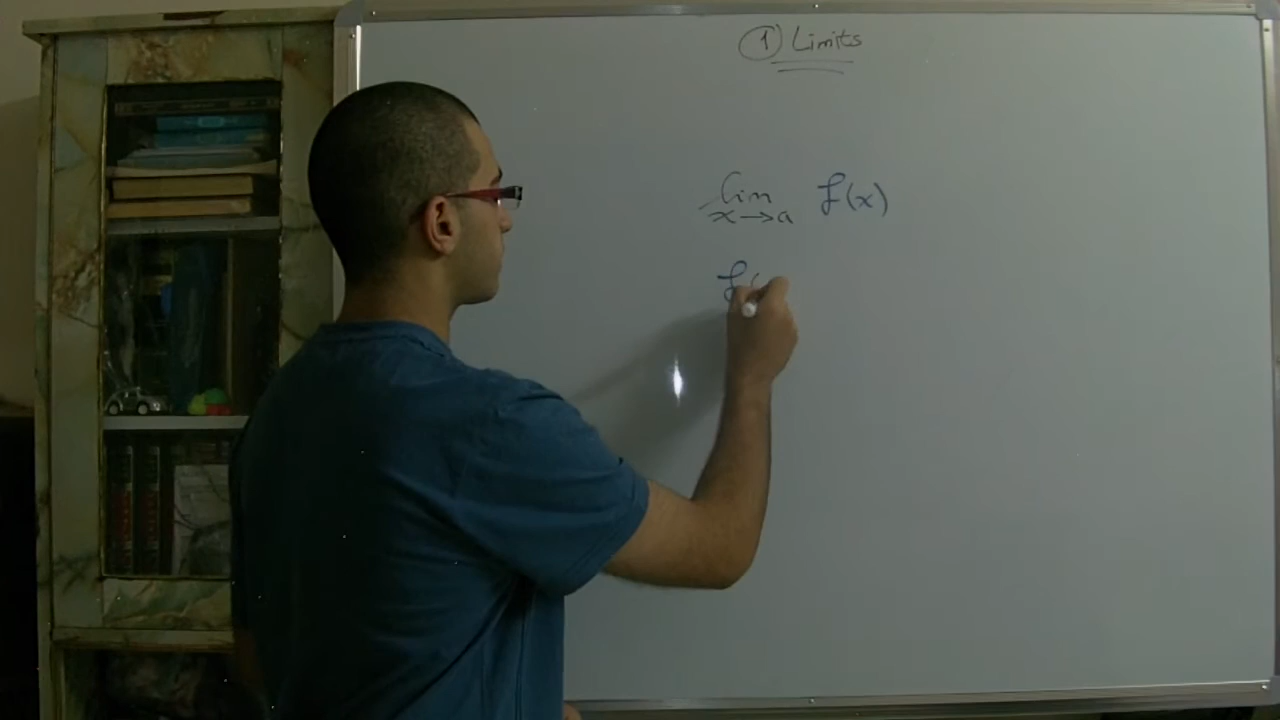 ① Limits
lim f(x)
x→a
f(